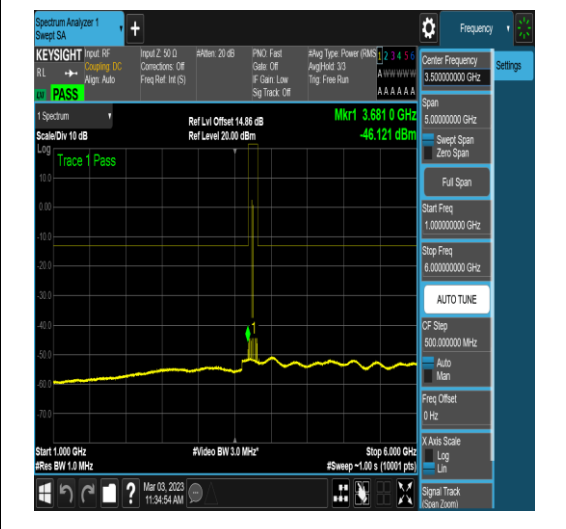 Spectrum Analyzer 1
Swept SA
Frequency
KEYSIGHT
RL
Input: RF
Coupling: DC
Align: Auto
Input Z: 50 Ω
Corrections: Off
Freq Ref: Int (S)
#Atten: 20 dB
PNO: Fast
Gate: Off
IF Gain: Low
Sig Track: Off
#Avg Type: Power (RMS)
Avg|Hold: 3/3
Trig: Free Run
1 2 3 4 5 6
A W W W W W
A A A A A A
PASS
1 Spectrum
Scale/Div 10 dB
Ref Lvl Offset 14.86 dB
Ref Level 20.00 dBm
Mkr1 3.681 0 GHz
-46.121 dBm
Log
Trace 1 Pass
10.0
0.00
-10.0
-20.0
-30.0
-40.0
-50.0
-60.0
-70.0
1
Start 1.000 GHz
#Res BW 1.0 MHz
#Video BW 3.0 MHz*
Stop 6.000 GHz
#Sweep ~1.00 s (10001 pts)
Mar 03, 2023
11:34:54 AM
?
Center Frequency
3.500000000 GHz
Settings
Span
5.00000000 GHz
Swept Span
Zero Span
Full Span
Start Freq
1.000000000 GHz
Stop Freq
6.000000000 GHz
AUTO TUNE
CF Step
500.000000 MHz
Auto
Man
Freq Offset
0 Hz
X Axis Scale
Log
Lin
Signal Track
(Span Zoom)